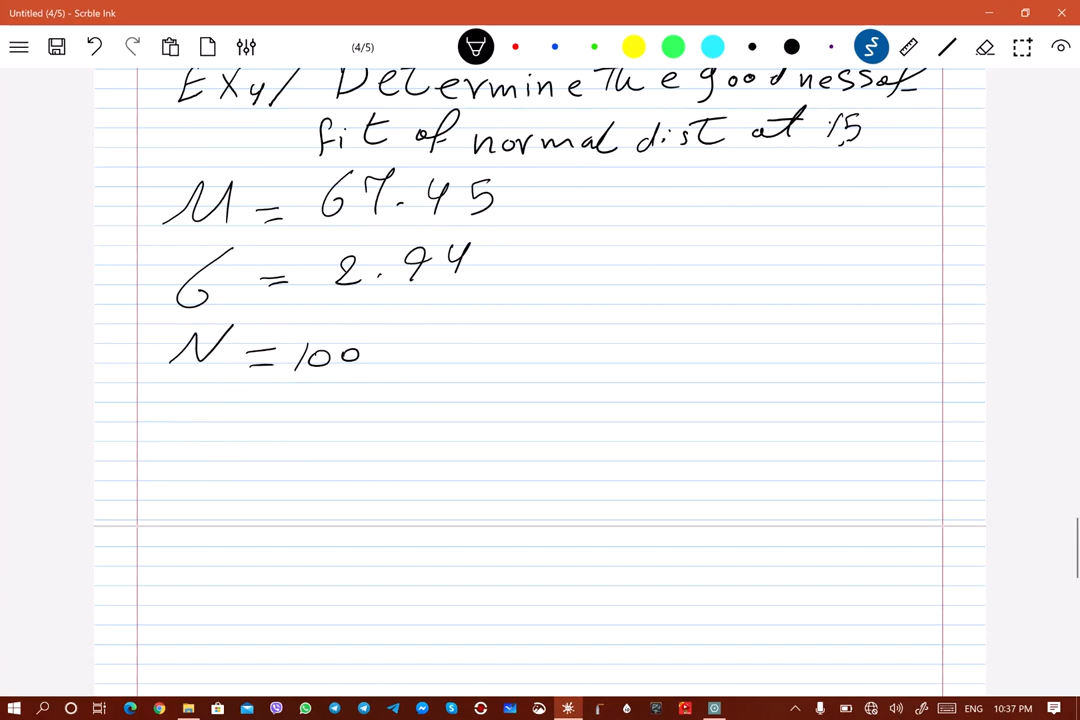 Untitled (4/5) - Scrble Ink
(4/5)
EX4/ Determine The goodness of
fit of normal dist at
M = 67.45
σ = 2.94
N = 100
ENG 10:37 PM